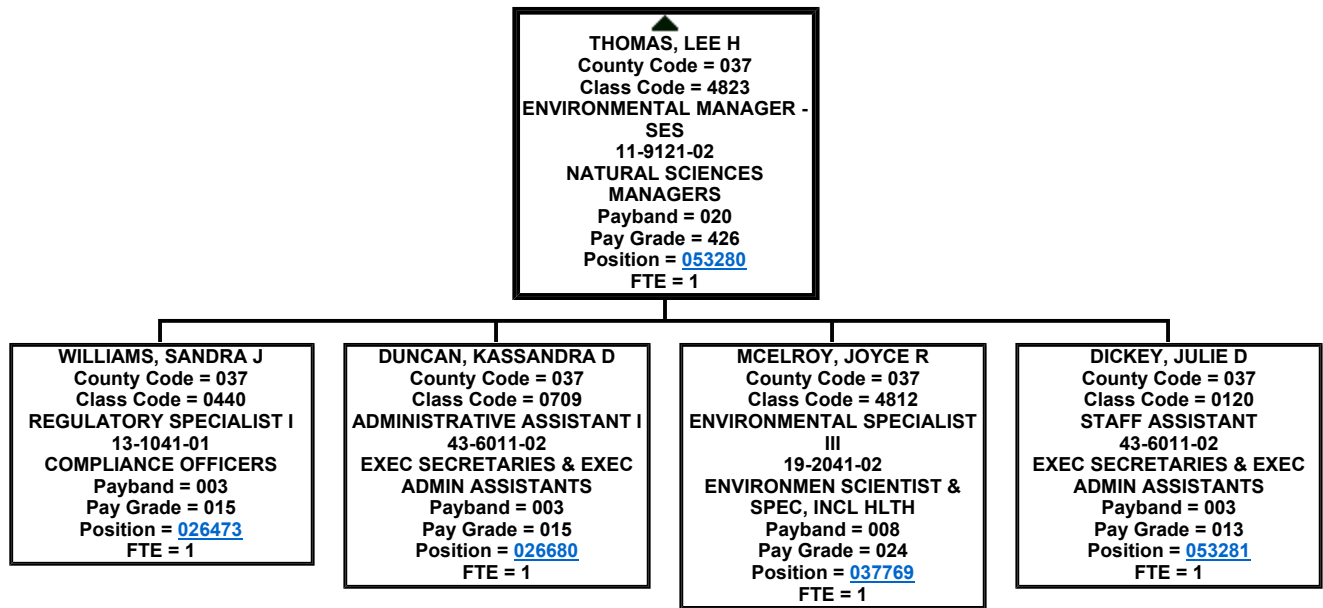 THOMAS, LEE H
County Code = 037
Class Code = 4823
ENVIRONMENTAL MANAGER -
SES
11-9121-02
NATURAL SCIENCES
MANAGERS
Payband = 020
Pay Grade = 426
Position = 053280
FTE = 1
WILLIAMS, SANDRA J
County Code = 037
Class Code = 0440
REGULATORY SPECIALIST I
13-1041-01
COMPLIANCE OFFICERS
Payband = 003
Pay Grade = 015
Position = 026473
FTE = 1
DUNCAN, KASSANDRA D
County Code = 037
Class Code = 0709
ADMINISTRATIVE ASSISTANT I
43-6011-02
EXEC SECRETARIES & EXEC
ADMIN ASSISTANTS
Payband = 003
Pay Grade = 015
Position = 026680
FTE = 1
MCELROY, JOYCE R
County Code = 037
Class Code = 4812
ENVIRONMENTAL SPECIALIST
III
19-2041-02
ENVIRONMEN SCIENTIST &
SPEC, INCL HLTH
Payband = 008
Pay Grade = 024
Position = 037769
FTE = 1
DICKEY, JULIE D
County Code = 037
Class Code = 0120
STAFF ASSISTANT
43-6011-02
EXEC SECRETARIES & EXEC
ADMIN ASSISTANTS
Payband = 003
Pay Grade = 013
Position = 053281
FTE = 1